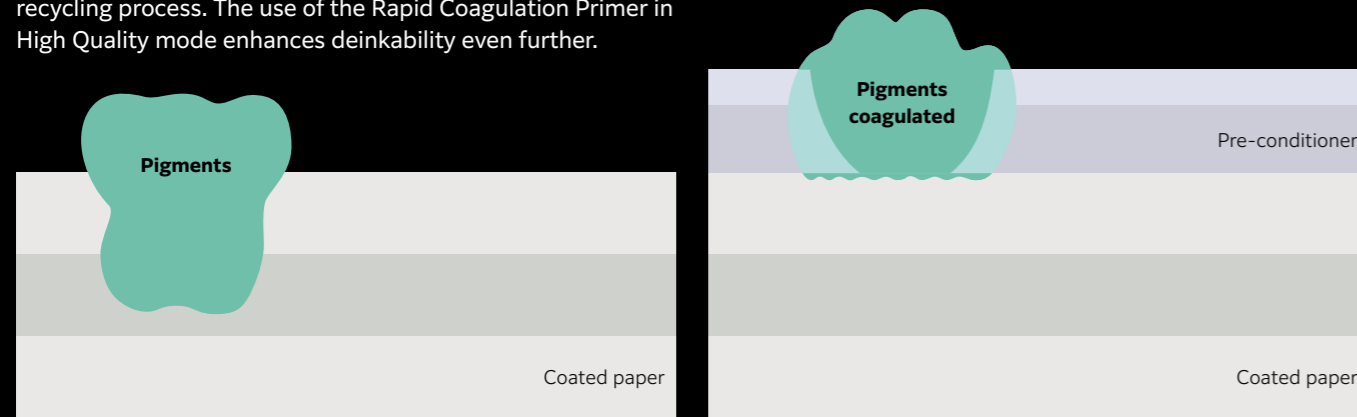 recycling process. The use of the Rapid Coagulation Primer in
High Quality mode enhances deinkability even further.
Pigments
Coated paper
Pigments
coagulated
Pre-conditioner
Coated paper